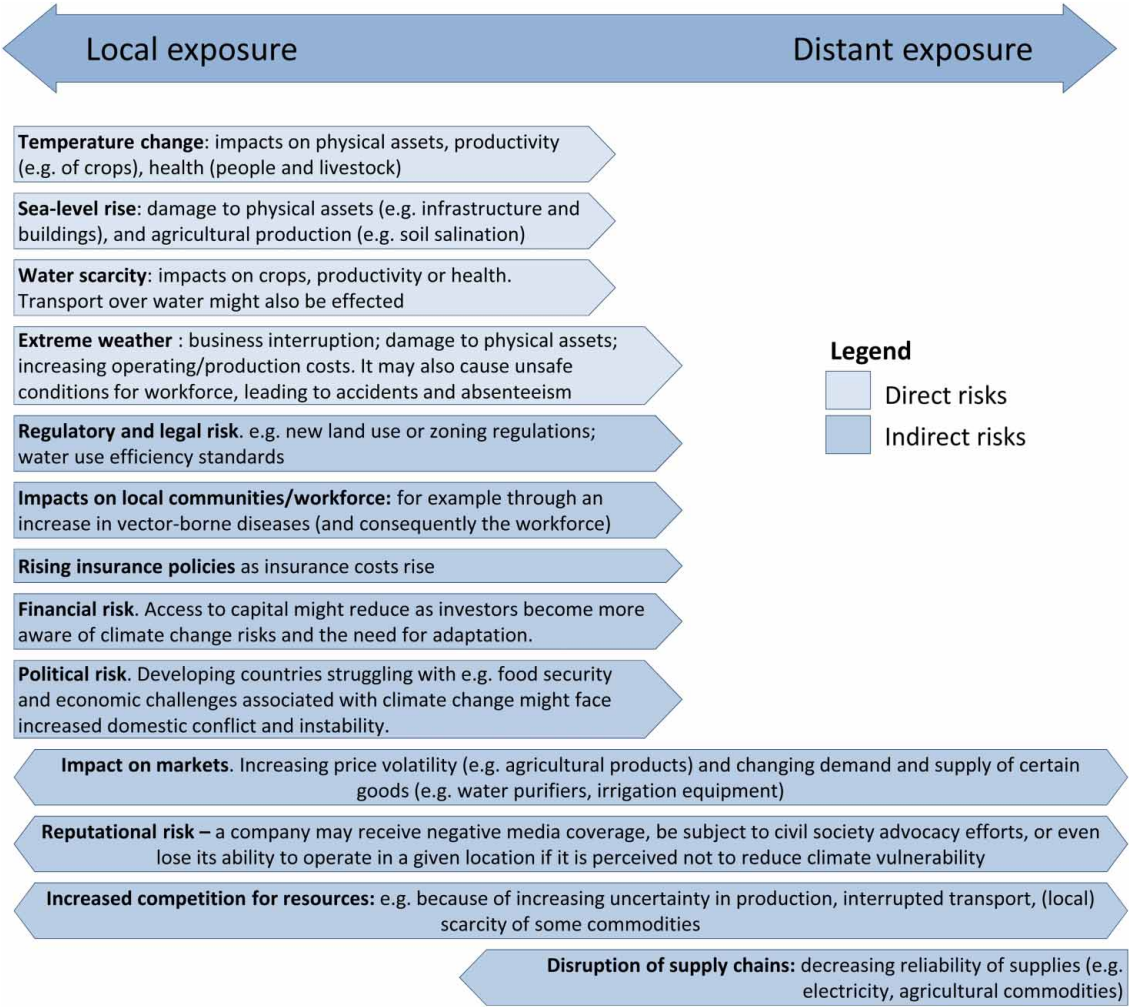 Local exposure
Distant exposure
Temperature change: impacts on physical assets, productivity
(e.g. of crops), health (people and livestock)
Sea-level rise: damage to physical assets (e.g. infrastructure and
buildings), and agricultural production (e.g. soil salination)
Water scarcity: impacts on crops, productivity or health.
Transport over water might also be effected
Extreme weather : business interruption; damage to physical assets;
increasing operating/production costs. It may also cause unsafe
conditions for workforce, leading to accidents and absenteeism
Legend
Direct risks
Indirect risks
Regulatory and legal risk. e.g. new land use or zoning regulations;
water use efficiency standards
Impacts on local communities/workforce: for example through an
increase in vector-borne diseases (and consequently the workforce)
Rising insurance policies as insurance costs rise
Financial risk. Access to capital might reduce as investors become more
aware of climate change risks and the need for adaptation.
Political risk. Developing countries struggling with e.g. food security
and economic challenges associated with climate change might face
increased domestic conflict and instability.
Impact on markets. Increasing price volatility (e.g. agricultural products) and changing demand and supply of certain
goods (e.g. water purifiers, irrigation equipment)
Reputational risk – a company may receive negative media coverage, be subject to civil society advocacy efforts, or even
lose its ability to operate in a given location if it is perceived not to reduce climate vulnerability
Increased competition for resources: e.g. because of increasing uncertainty in production, interrupted transport, (local)
scarcity of some commodities
Disruption of supply chains: decreasing reliability of supplies (e.g.
electricity, agricultural commodities)